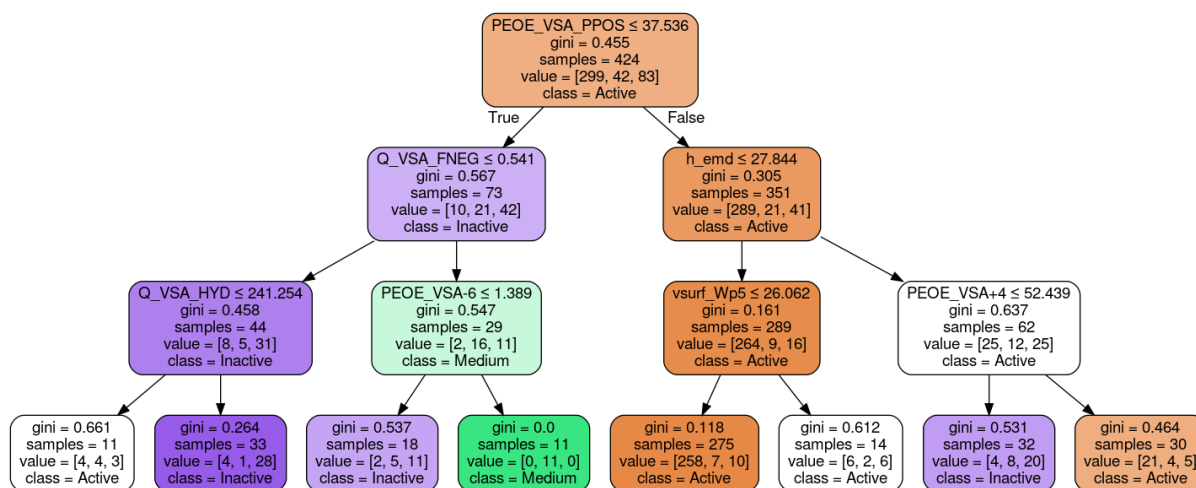 PEOE_VSA_PPOS ≤ 37.536
gini = 0.455
samples = 424
value = [299, 42, 83]
class = Active
True
False
Q_VSA_FNEG ≤ 0.541
gini = 0.567
samples = 73
value = [10, 21, 42]
class = Inactive
h_emd ≤ 27.844
gini = 0.305
samples = 351
value = [289, 21, 41]
class = Active
Q_VSA_HYD ≤ 241.254
gini = 0.458
samples = 44
value = [8, 5, 31]
class = Inactive
PEOE_VSA-6 ≤ 1.389
gini = 0.547
samples = 29
value = [2, 16, 11]
class = Medium
vsurf_Wp5 ≤ 26.062
gini = 0.161
samples = 289
value = [264, 9, 16]
class = Active
PEOE_VSA+4 ≤ 52.439
gini = 0.637
samples = 62
value = [25, 12, 25]
class = Active
gini = 0.661
samples = 11
value = [4, 4, 3]
class = Active
gini = 0.264
samples = 33
value = [4, 1, 28]
class = Inactive
gini = 0.537
samples = 18
value = [2, 5, 11]
class = Inactive
gini = 0.0
samples = 11
value = [0, 11, 0]
class = Medium
gini = 0.118
samples = 275
value = [258, 7, 10]
class = Active
gini = 0.612
samples = 14
value = [6, 2, 6]
class = Active
gini = 0.531
samples = 32
value = [4, 8, 20]
class = Inactive
gini = 0.464
samples = 30
value = [21, 4, 5]
class = Active